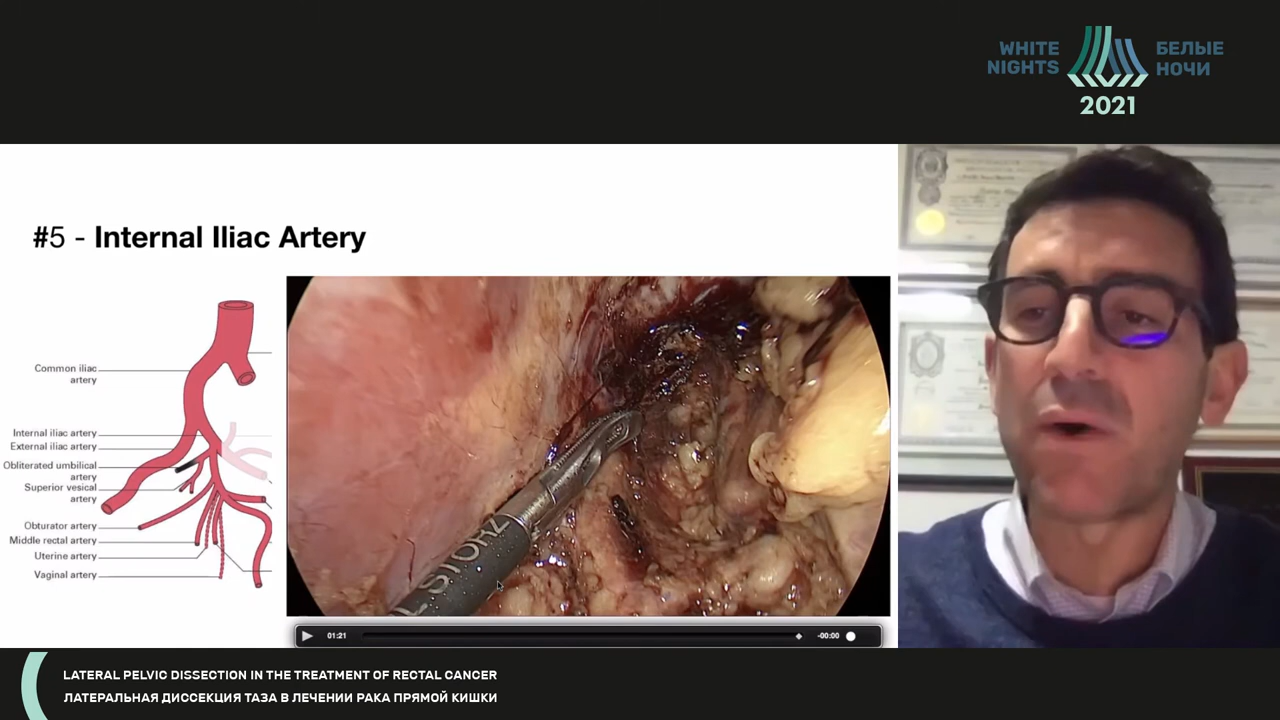 WHITE
NIGHTS
БЕЛЫЕ
НОЧИ
2021
#5 - Internal Iliac Artery
Common iliac
artery
Internal iliac artery
External iliac artery
Obliterated umbilical
artery
Superior vesical
artery
Obturator artery
Middle rectal artery
Uterine artery
Vaginal artery
STORZ
01:21
-00:00
LATERAL PELVIC DISSECTION IN THE TREATMENT OF RECTAL CANCER
ЛАТЕРАЛЬНАЯ ДИССЕКЦИЯ ТАЗА В ЛЕЧЕНИИ РАКА ПРЯМОЙ КИШКИ